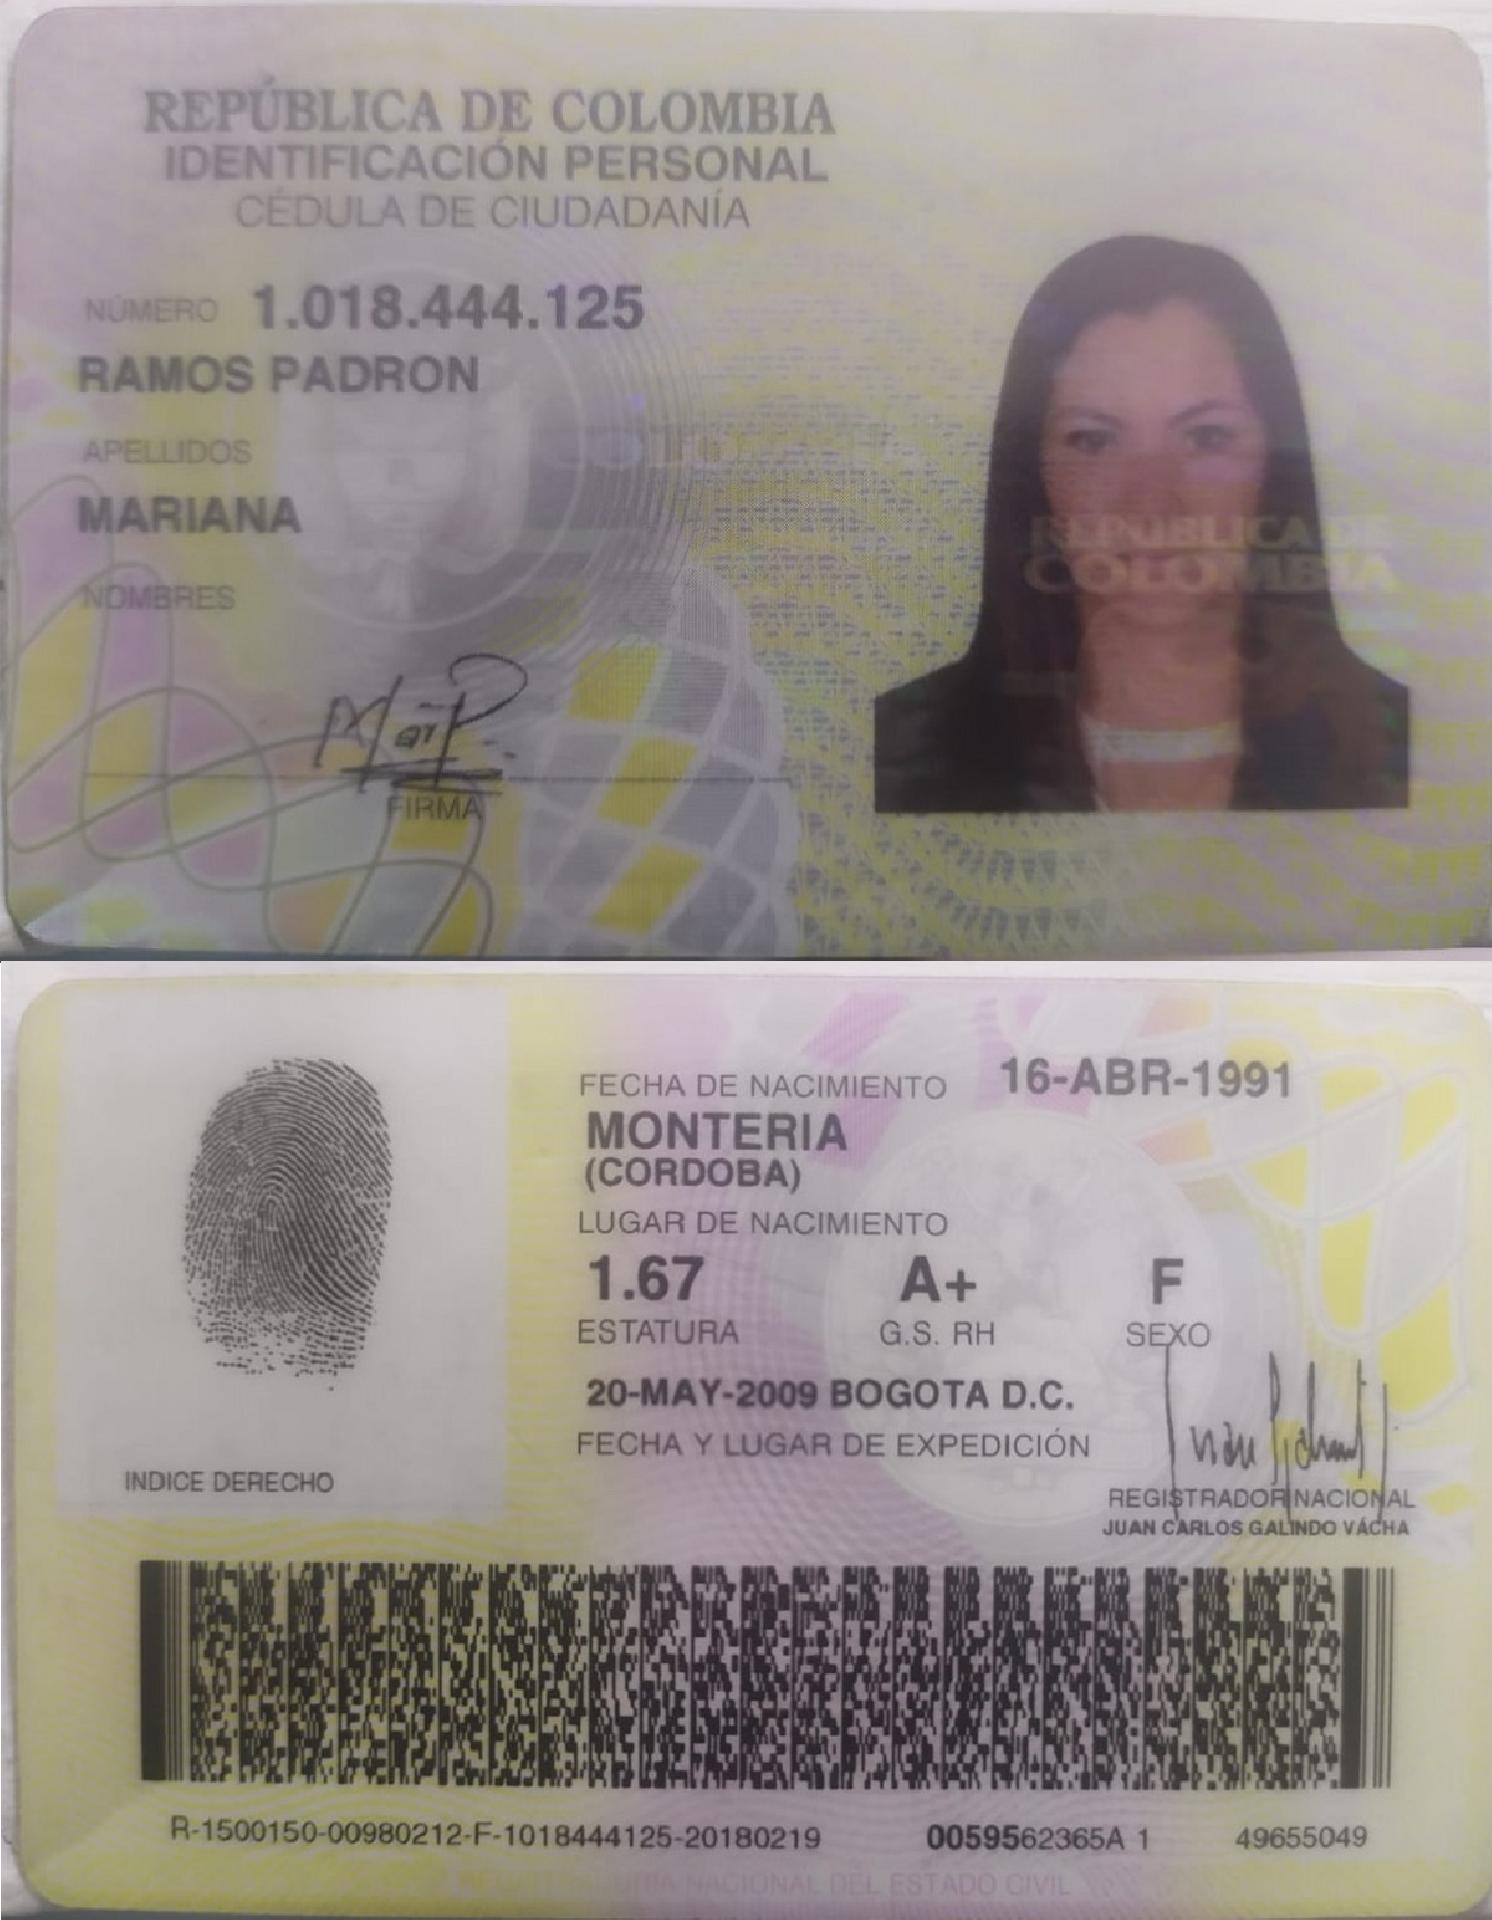 REPÚBLICA DE COLOMBIA
IDENTIFICACIÓN PERSONAL
CÉDULA DE CIUDADANÍA
NÚMERO 1.018.444.125
RAMOS PADRON
APELLIDOS
MARIANA
NOMBRES
FIRMA
REPÚBLICA DE
COLOMBIA
FECHA DE NACIMIENTO 16-ABR-1991
MONTERIA
(CORDOBA)
LUGAR DE NACIMIENTO
1.67 A+ F
ESTATURA G.S. RH SEXO
20-MAY-2009 BOGOTA D.C.
FECHA Y LUGAR DE EXPEDICIÓN
INDICE DERECHO
REGISTRADOR NACIONAL
JUAN CARLOS GALINDO VÁCHA
R-1500150-00980212-F-1018444125-20180219 0059562365A 1 49655049
REGISTRADURIA NACIONAL DEL ESTADO CIVIL